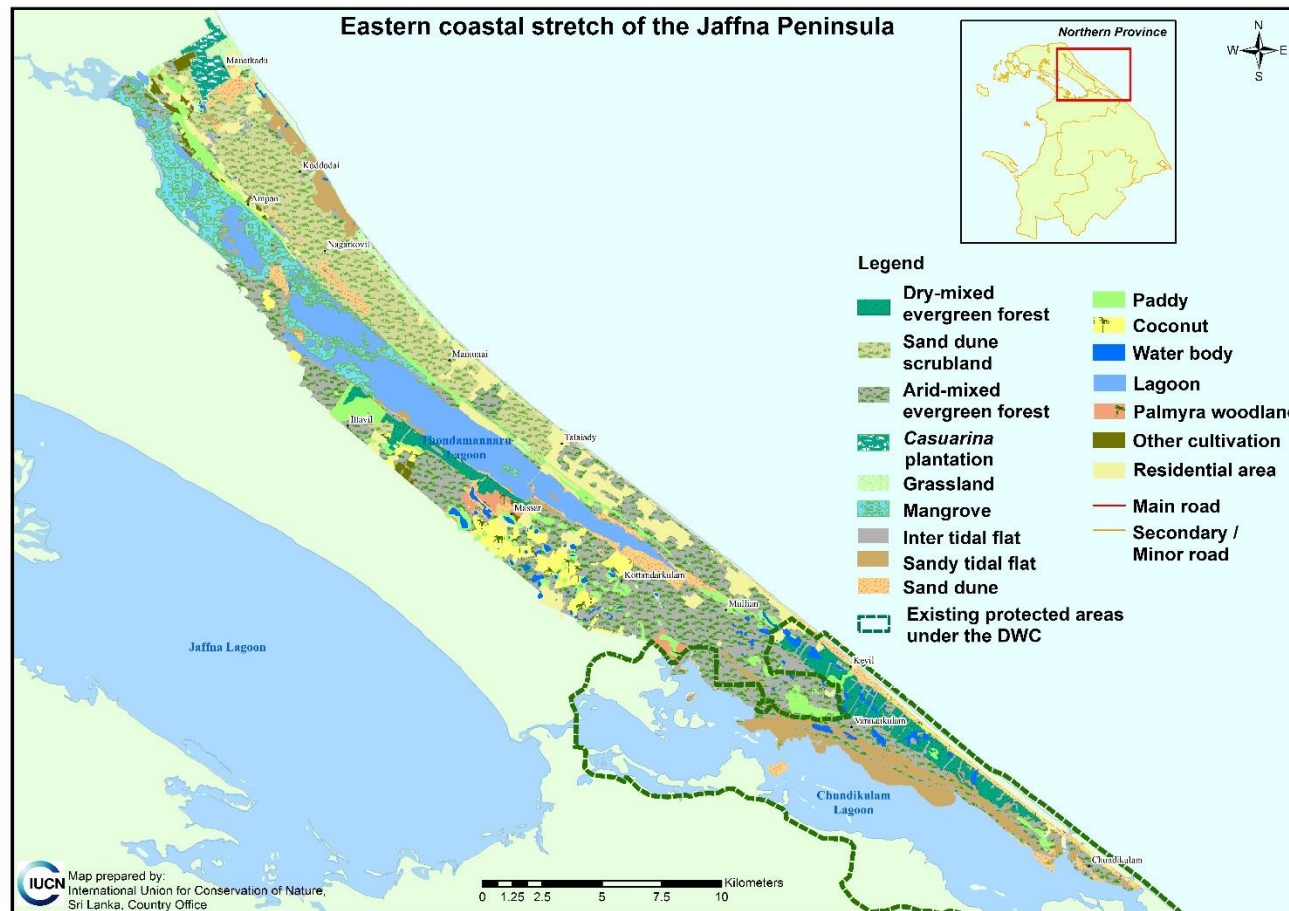 Eastern coastal stretch of the Jaffna Peninsula
Northern Province
N
W
E
S
Manatkadu
Koddodai
Ampan
Nagarkovil
Mamunai
Ittavil
Talaiady
Thondamannaru
Lagoon
Massar
Kottandarkulam
Mullian
Kevil
Vannankulam
Jaffna Lagoon
Chundikulam
Lagoon
Chundikulam
Legend
Dry-mixed
evergreen forest
Sand dune
scrubland
Arid-mixed
evergreen forest
Casuarina
plantation
Grassland
Mangrove
Inter tidal flat
Sandy tidal flat
Sand dune
Existing protected areas
under the DWC
Paddy
Coconut
Water body
Lagoon
Palmyra woodland
Other cultivation
Residential area
Main road
Secondary /
Minor road
IUCN
Map prepared by:
International Union for Conservation of Nature,
Sri Lanka, Country Office
Kilometers
0 1.25 2.5 5 7.5 10